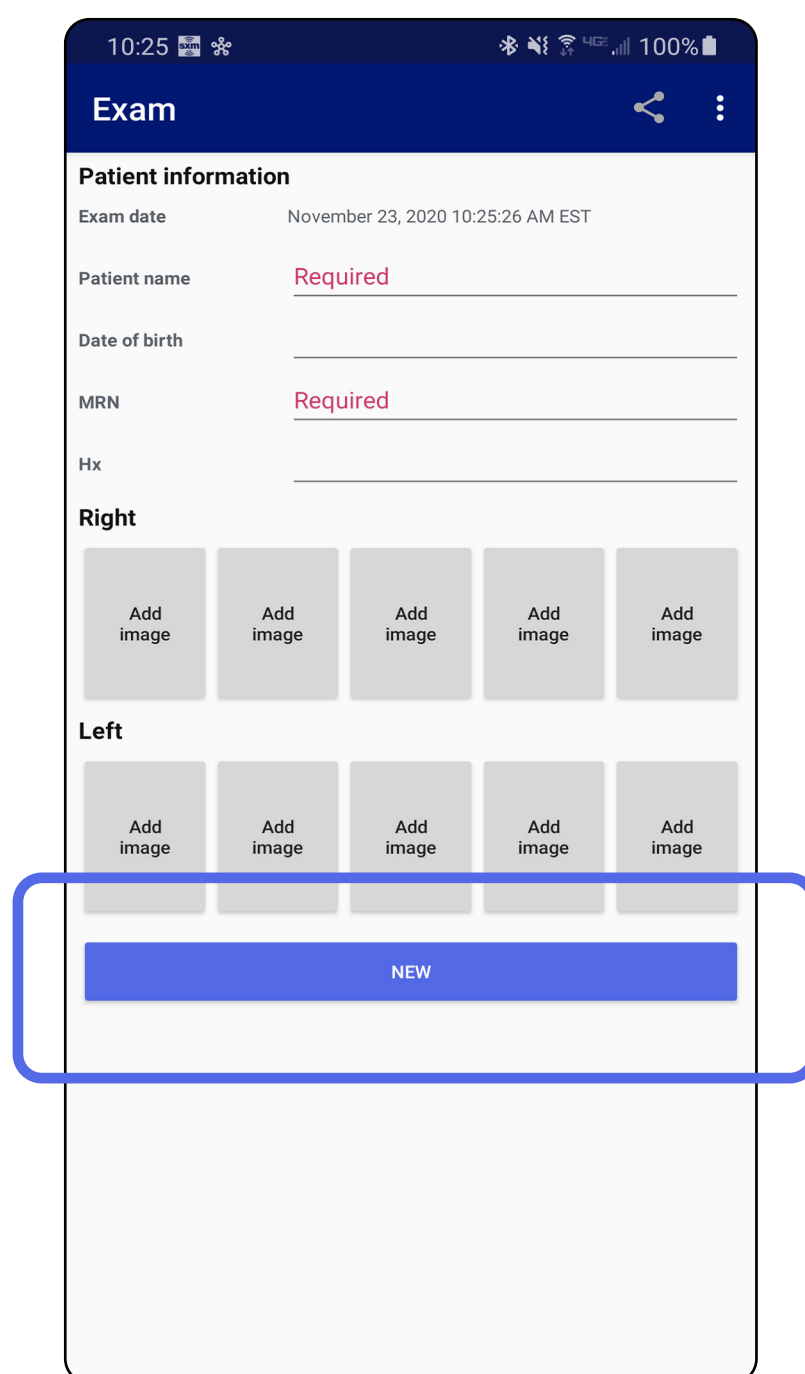 10:25 sxm 4GE 100%
Exam
Patient information
Exam date November 23, 2020 10:25:26 AM EST
Patient name Required
Date of birth
MRN Required
Hx
Right
Add image Add image Add image Add image Add image
Left
Add image Add image Add image Add image Add image
NEW